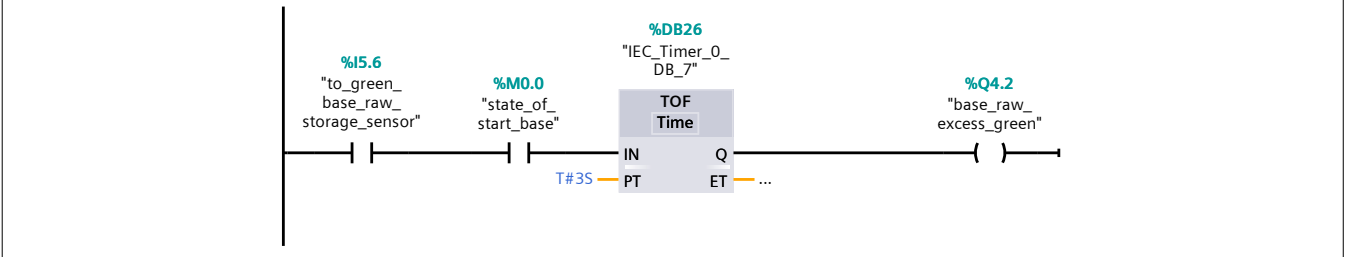 %DB26
"IEC_Timer_0_
DB_7"
%I5.6
"to_green_
base_raw_
storage_sensor"
%M0.0
"state_of_
start_base"
%Q4.2
"base_raw_
excess_green"
TOF
Time
IN
Q
T#3S
PT
ET
...